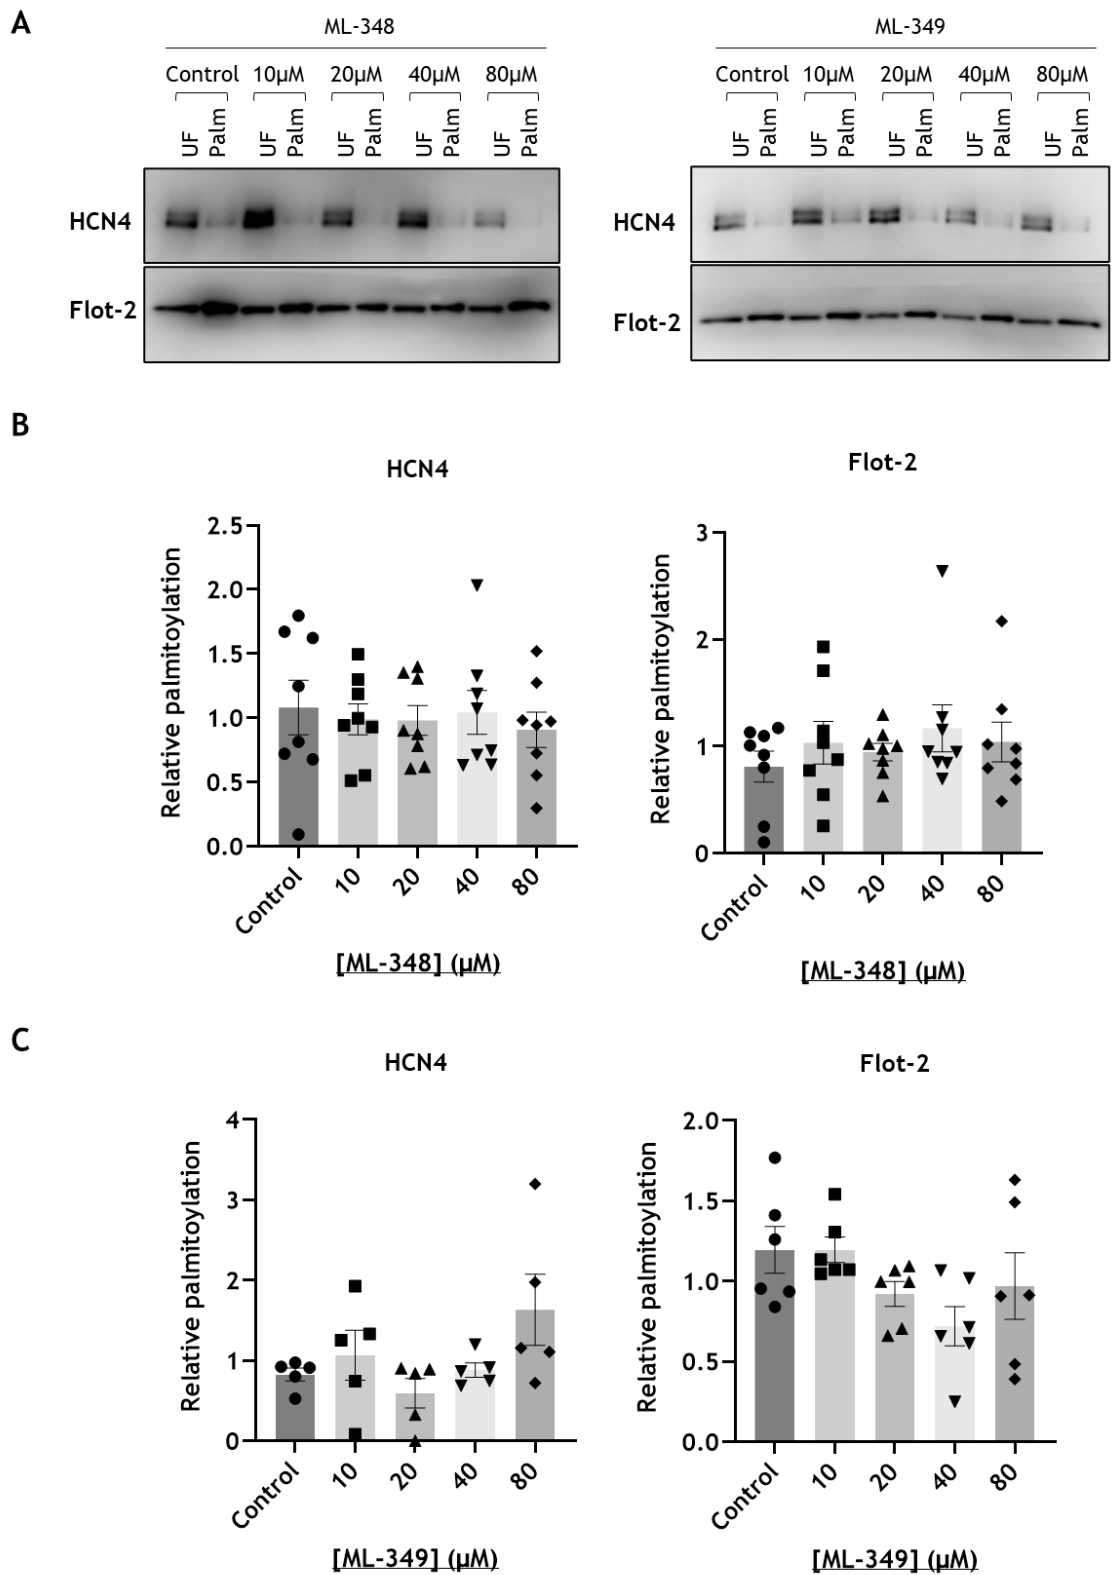 A
ML-348
ML-349
Control 10µM 20µM 40µM 80µM
Control 10µM 20µM 40µM 80µM
UF Palm UF Palm UF Palm UF Palm UF Palm
UF Palm UF Palm UF Palm UF Palm UF Palm
HCN4
HCN4
Flot-2
Flot-2
B
HCN4
Relative palmitoylation
2.5
2.0
1.5
1.0
0.5
0.0
Control 10 20 40 80
[ML-348] (µM)
Flot-2
Relative palmitoylation
3
2
1
0
Control 10 20 40 80
[ML-348] (µM)
C
HCN4
Relative palmitoylation
4
3
2
1
0
Control 10 20 40 80
[ML-349] (µM)
Flot-2
Relative palmitoylation
2.0
1.5
1.0
0.5
0.0
Control 10 20 40 80
[ML-349] (µM)